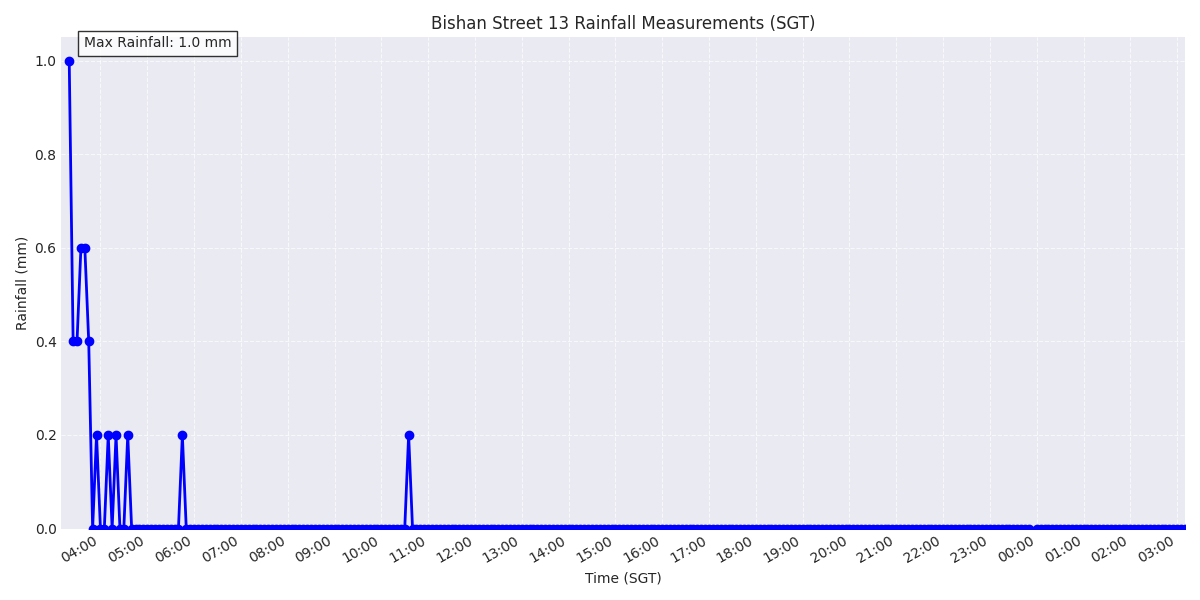 Bishan Street 13 Rainfall Measurements (SGT)
Max Rainfall: 1.0 mm
1.0
0.8
0.6
0.4
0.2
0.0
Rainfall (mm)
04:00 05:00 06:00 07:00 08:00 09:00 10:00 11:00 12:00 13:00 14:00 15:00 16:00 17:00 18:00 19:00 20:00 21:00 22:00 23:00 00:00 01:00 02:00 03:00
Time (SGT)